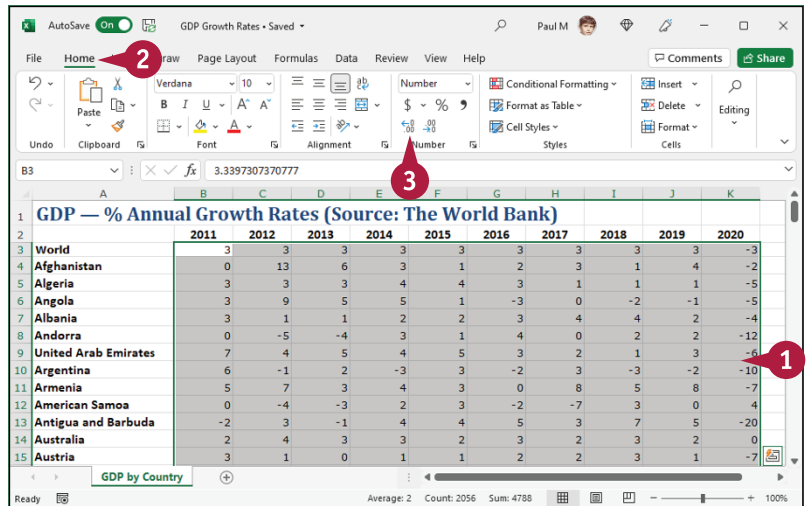 AutoSave On GDP Growth Rates • Saved Paul M
File Home raw Page Layout Formulas Data Review View Help Comments Share
Verdana 10 Number Conditional Formatting Insert
Paste B I U A A $ % Format as Table Delete Editing
A Cell Styles Format
Undo Clipboard Font Alignment Number Styles Cells
B3 fx 3.3397307370777
A B C D E F G H I J K
1 GDP — % Annual Growth Rates (Source: The World Bank)
2 2011 2012 2013 2014 2015 2016 2017 2018 2019 2020
3 World 3 3 3 3 3 3 3 3 3 -3
4 Afghanistan 0 13 6 3 1 2 3 1 4 -2
5 Algeria 3 3 3 4 4 3 1 1 1 -5
6 Angola 3 9 5 5 1 -3 0 -2 -1 -5
7 Albania 3 1 1 2 2 3 4 4 2 -4
8 Andorra 0 -5 -4 3 1 4 0 2 2 -12
9 United Arab Emirates 7 4 5 4 5 3 2 1 3 -6
10 Argentina 6 -1 2 -3 3 -2 3 -3 -2 -10
11 Armenia 5 7 3 4 3 0 8 5 8 -7
12 American Samoa 0 -4 -3 2 3 -2 -7 3 0 4
13 Antigua and Barbuda -2 3 -1 4 4 5 3 7 5 -20
14 Australia 2 4 3 3 2 3 2 3 2 0
15 Austria 3 1 0 1 1 2 2 3 1 -7
GDP by Country
Ready Average: 2 Count: 2056 Sum: 4788 100%
2
3
1